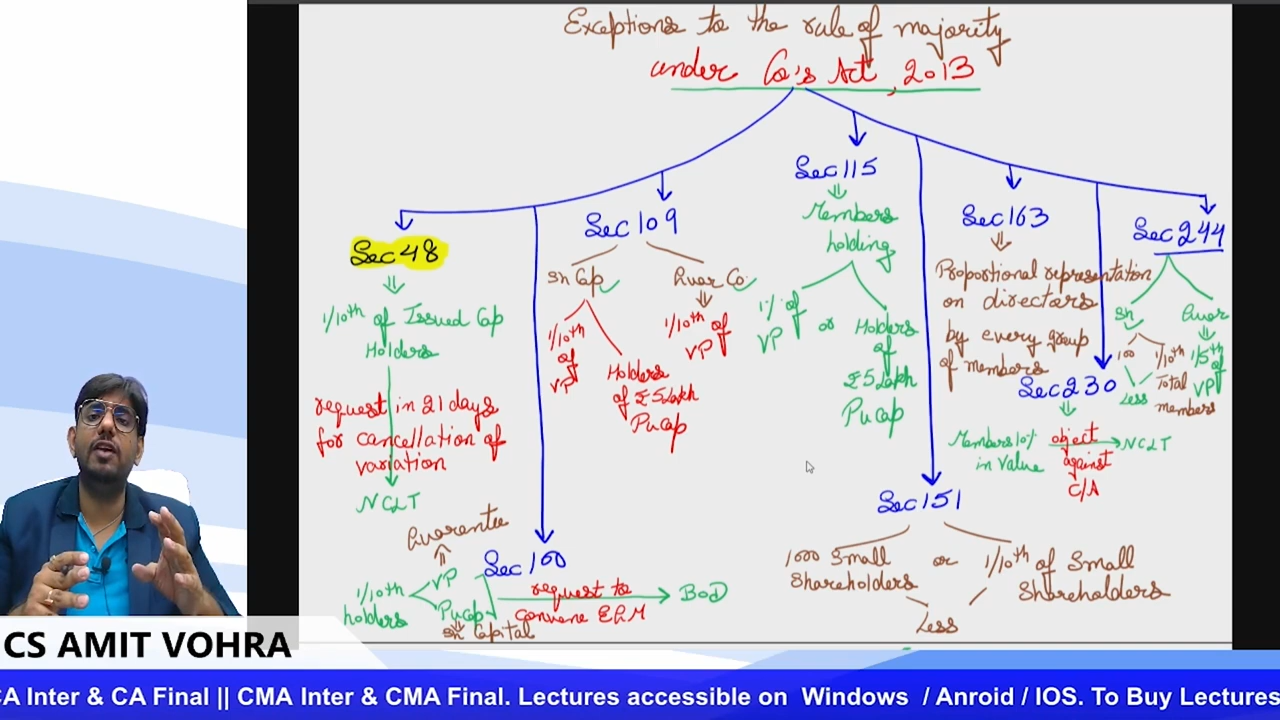 Exceptions to the rule of majority
under Co's Act, 2013
Sec 48
1/10th of Issued Cap
Holders
request in 21 days
for cancellation of
variation
NCLT
Sec 100
Guarantee
1/10th
holders
VP
Pucap
sh Capital
request to
convene EGM
BOD
Sec 109
sh Cap
1/10th
of
VP
Holders
of ₹5 Lakh
Pucap
Guar Co
1/10th of
VP
Sec 115
Members
holding
1% of
VP
or
Holders
of
₹5 Lakh
Pucap
Sec 151
1000 Small
Shareholders
or
1/10th of Small
Shareholders
Less
Sec 163
Proportional representation
on directors
by every group
of members
Sec 230
Members 10%
in Value
object
against
C/A
NCLT
Sec 244
sh
100
1/10th
Total
members
Less
Guar
1/5th
of
VP
CS AMIT VOHRA
CA Inter & CA Final || CMA Inter & CMA Final. Lectures accessible on Windows / Anroid / IOS. To Buy Lectures